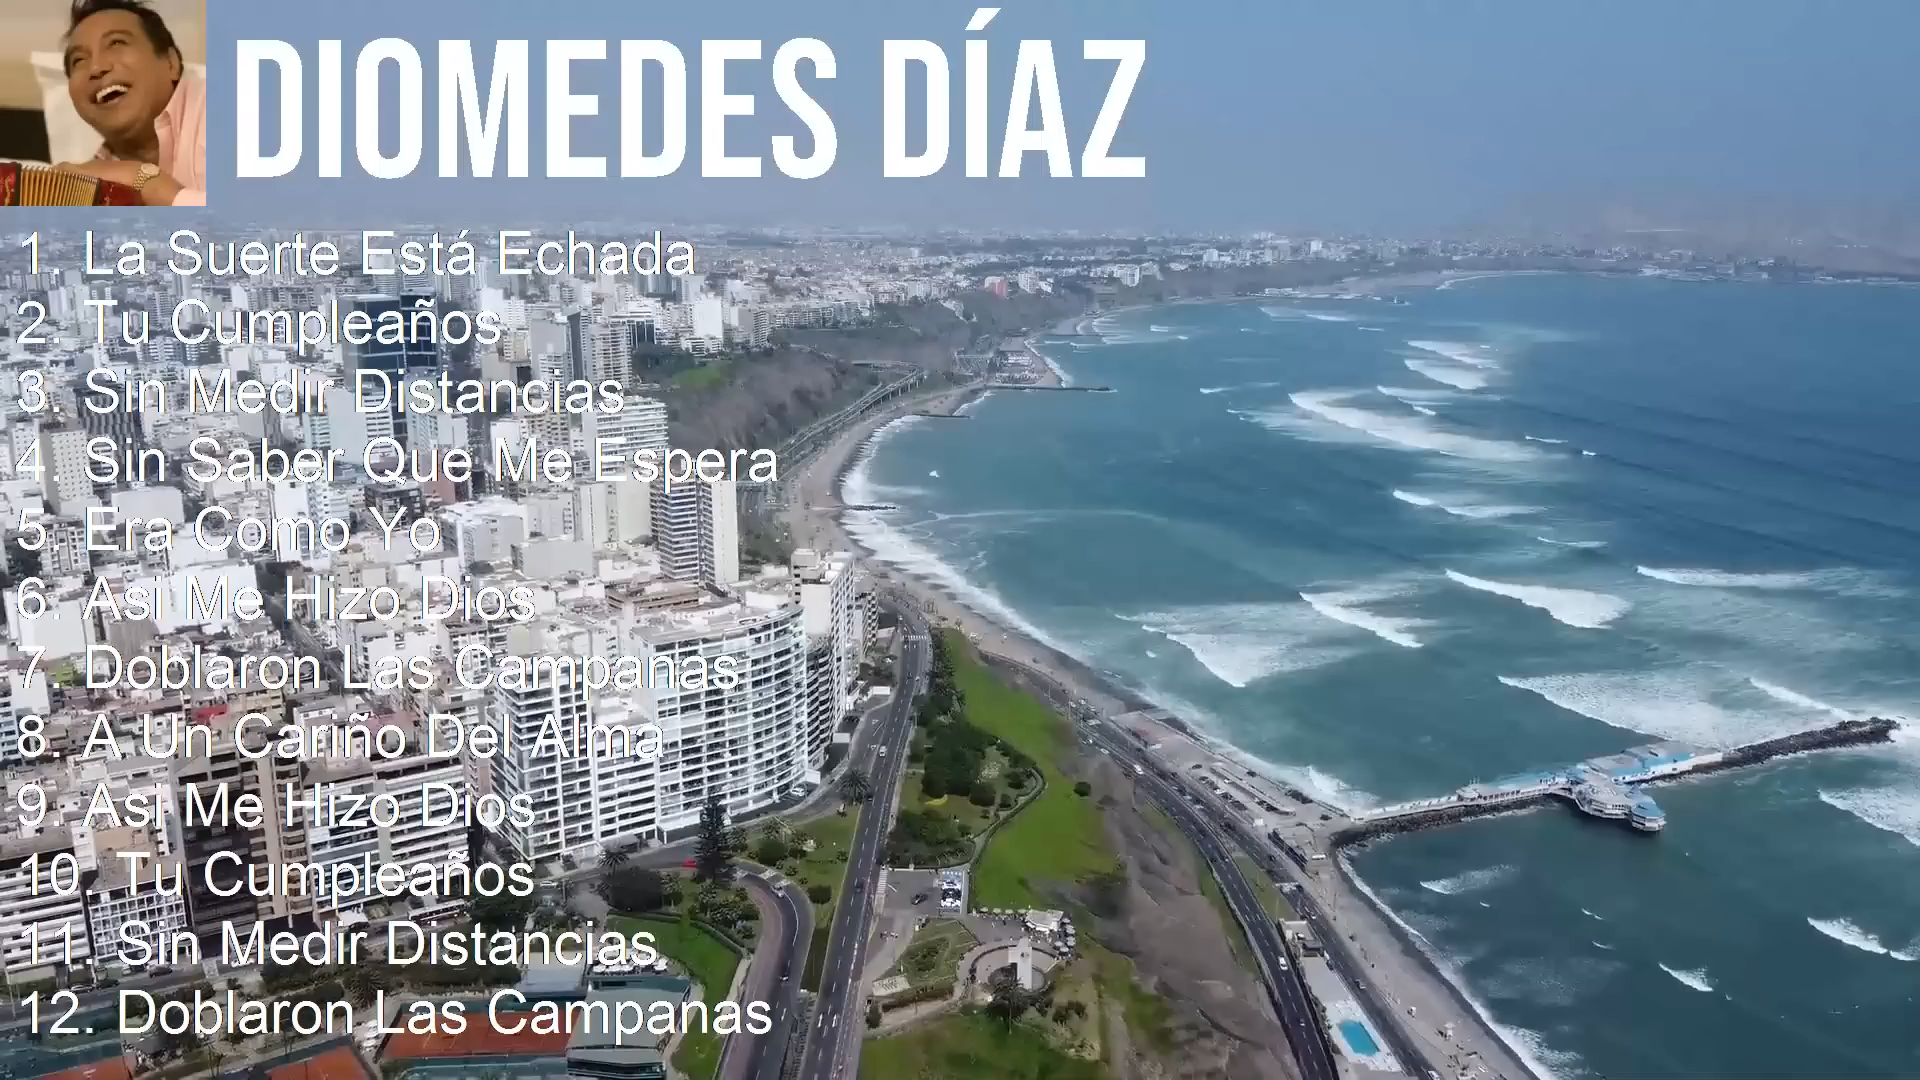 DIOMEDES DÍAZ
1. La Suerte Está Echada
2. Tu Cumpleaños
3. Sin Medir Distancias
4. Sin Saber Que Me Espera
5. Era Como Yo
6. Asi Me Hizo Dios
7. Doblaron Las Campanas
8. A Un Cariño Del Alma
9. Asi Me Hizo Dios
10. Tu Cumpleaños
11. Sin Medir Distancias
12. Doblaron Las Campanas